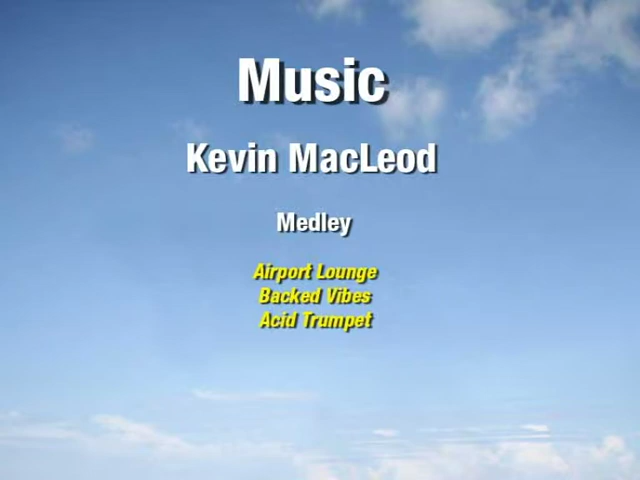 Music
Kevin MacLeod
Medley
Airport Lounge
Backed Vibes
Acid Trumpet